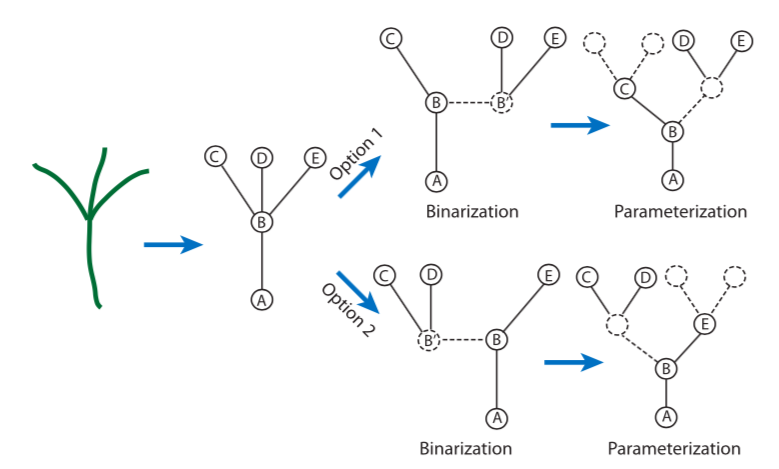 C D E
B
A
Option 1
C D E
B B
A
Binarization
D E
C
B
A
Parameterization
Option 2
C D E
B B
A
Binarization
C D
E
B
A
Parameterization